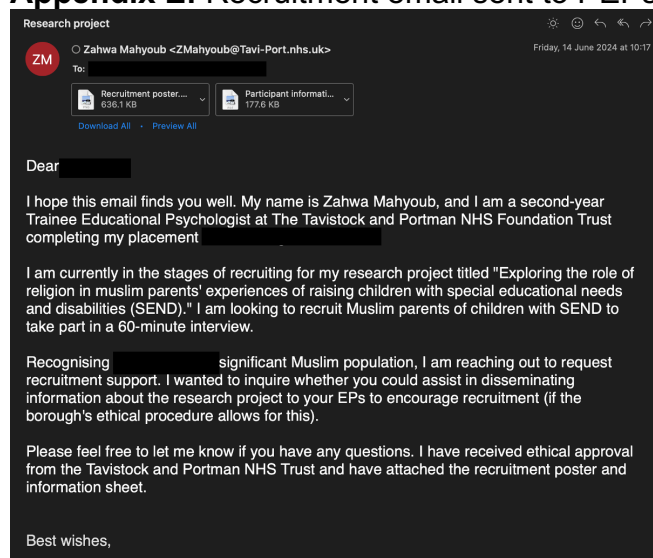 Research project
ZM
Zahwa Mahyoub <ZMahyoub@Tavi-Port.nhs.uk>
Friday, 14 June 2024 at 10:17
To:
Recruitment poster....
636.1 KB
Participant informati...
177.6 KB
Download All • Preview All
Dear
I hope this email finds you well. My name is Zahwa Mahyoub, and I am a second-year
Trainee Educational Psychologist at The Tavistock and Portman NHS Foundation Trust
completing my placement
I am currently in the stages of recruiting for my research project titled "Exploring the role of
religion in muslim parents' experiences of raising children with special educational needs
and disabilities (SEND)." I am looking to recruit Muslim parents of children with SEND to
take part in a 60-minute interview.
Recognising significant Muslim population, I am reaching out to request
recruitment support. I wanted to inquire whether you could assist in disseminating
information about the research project to your EPs to encourage recruitment (if the
borough's ethical procedure allows for this).
Please feel free to let me know if you have any questions. I have received ethical approval
from the Tavistock and Portman NHS Trust and have attached the recruitment poster and
information sheet.
Best wishes,